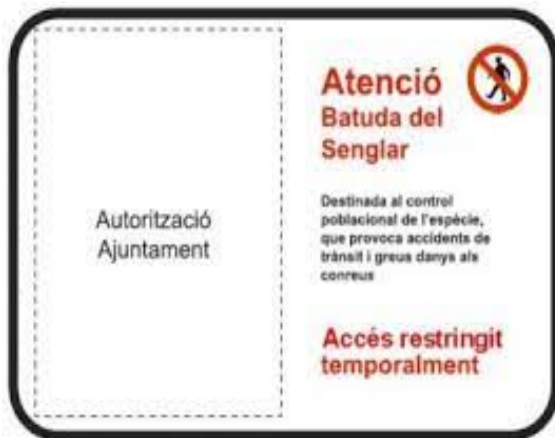 Autorització
Ajuntament
Atenció
Batuda del
Senglar
Destinada al control
poblacional de l'espècie,
que provoca accidents de
trànsit i greus danys als
conreus
Accés restringit
temporalment